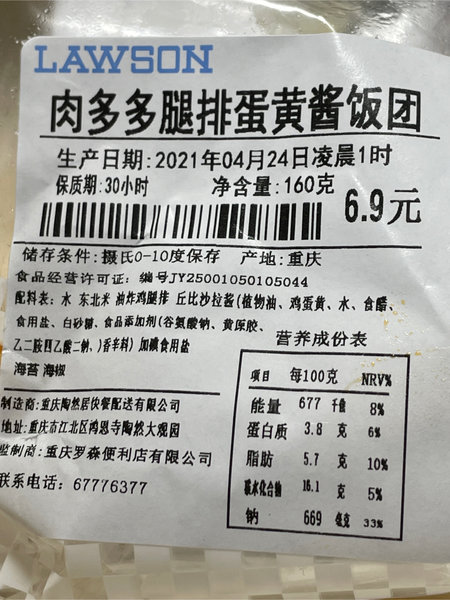 LAWSON
肉多多腿排蛋黄酱饭团
生产日期:2021年04月24日凌晨1时
保质期:30小时 净含量:160克
6.9元
储存条件:摄氏0-10度保存 产地:重庆
食品经营许可证: 编号JY25001050105044
配料表: 水 东北米 油炸鸡腿排 丘比沙拉酱(植物油、鸡蛋黄、水、食醋、
食用盐、白砂糖、食品添加剂(谷氨酸钠、黄原胶、
乙二胺四乙酸二钠、)香辛料) 加碘食用盐
海苔 海椒
制造商:重庆陶然居快餐配送有限公司
地址:重庆市江北区鸿恩寺陶然大观园
监制商:重庆罗森便利店有限公司
联系电话: 67776377
营养成份表
项目 每100克 NRV%
能量 677 千焦 8%
蛋白质 3.8 克 6%
脂肪 5.7 克 10%
碳水化合物 16.1 克 5%
钠 669 毫克 33%